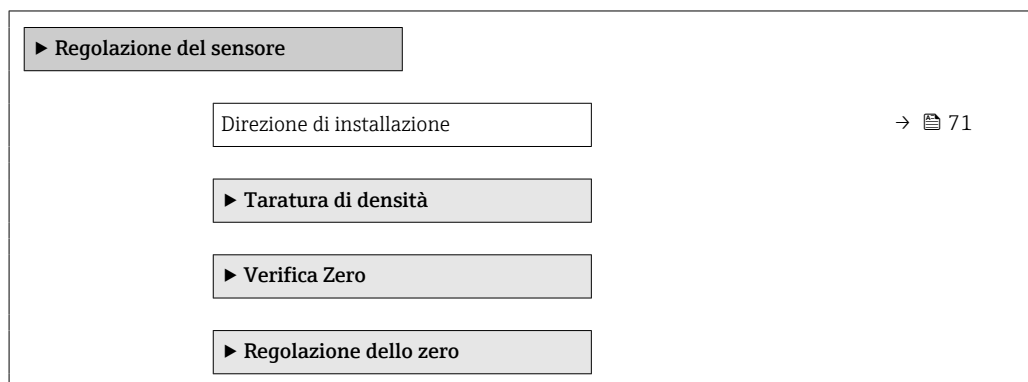 ▶ Regolazione del sensore
Direzione di installazione → 71
▶ Taratura di densità
▶ Verifica Zero
▶ Regolazione dello zero